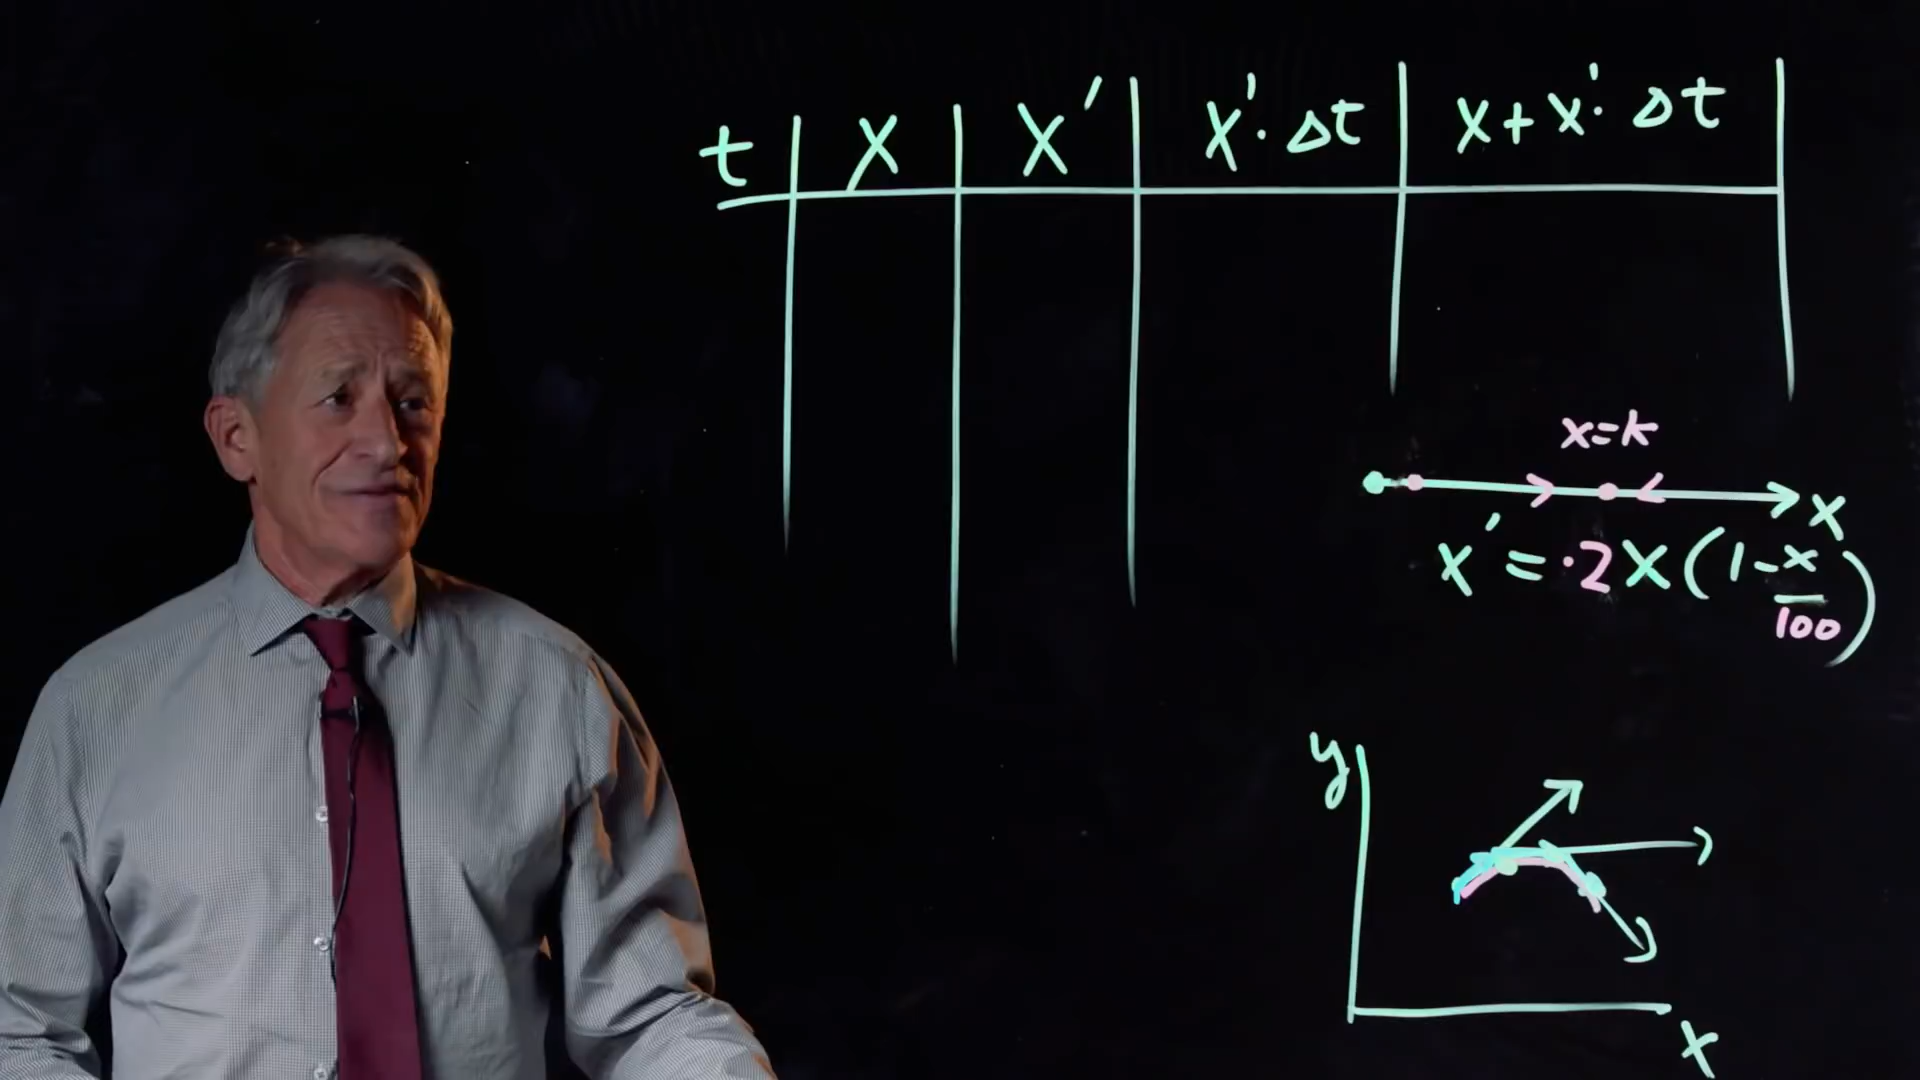 t | X | X' | X'· Δt | X + X'· Δt
x=k
X
X' = .2X(1-x/100)
y
X